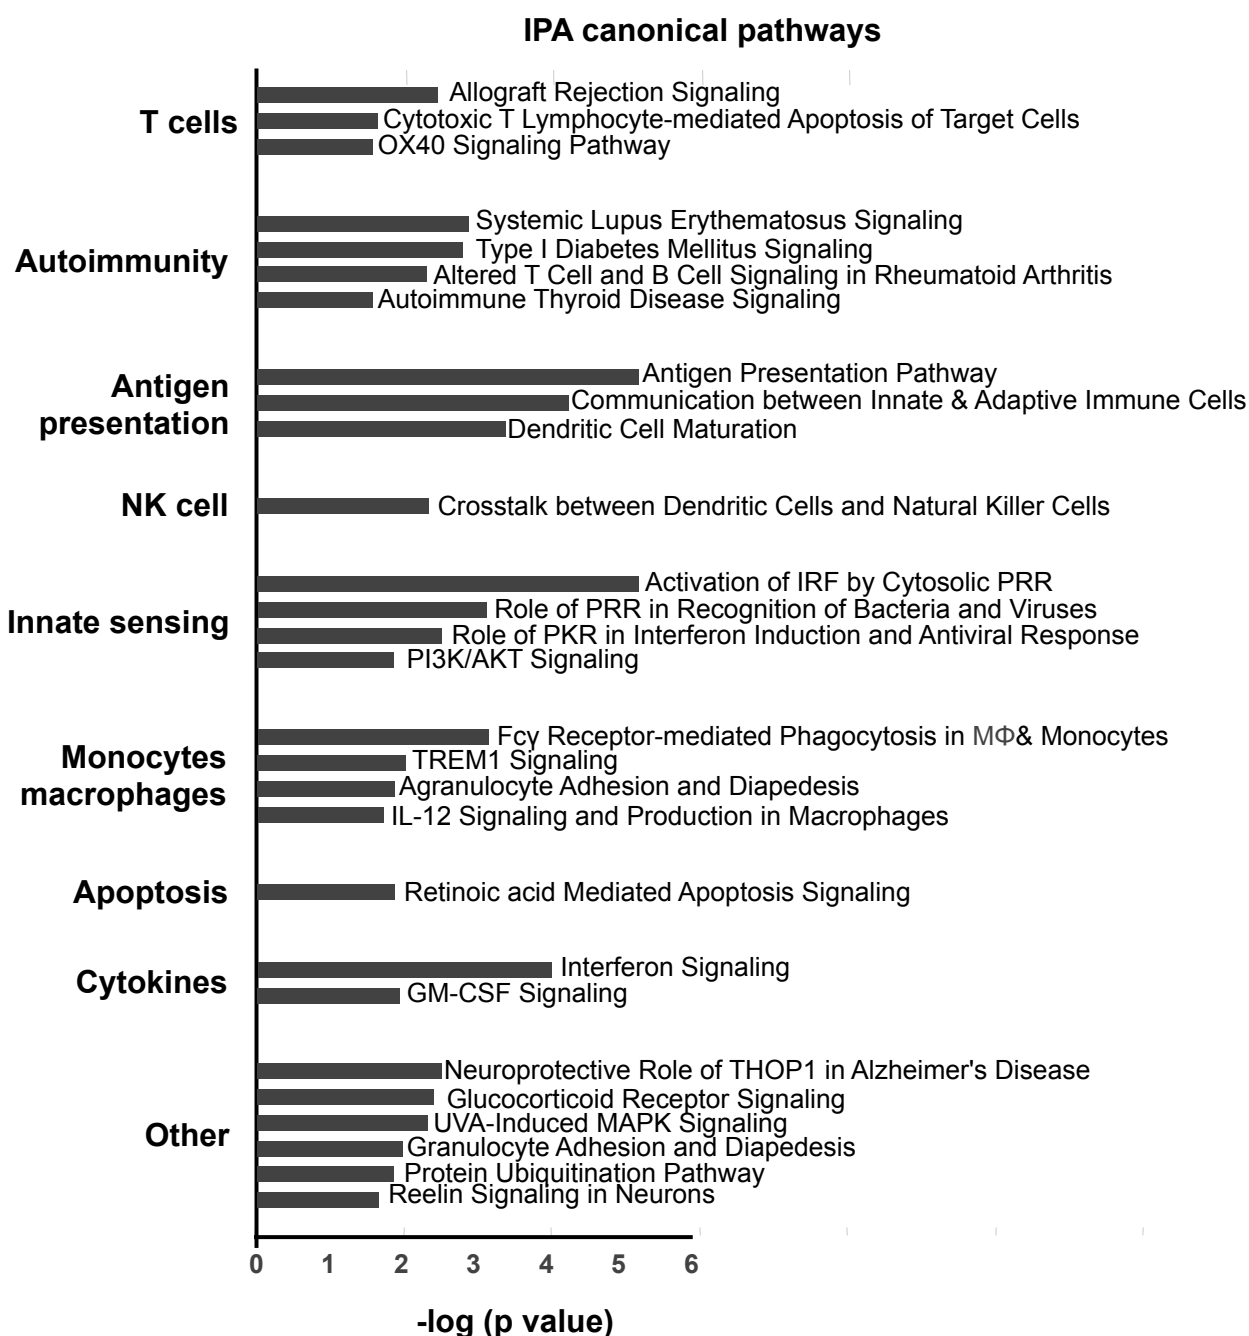 IPA canonical pathways
T cells
Allograft Rejection Signaling
Cytotoxic T Lymphocyte-mediated Apoptosis of Target Cells
OX40 Signaling Pathway
Autoimmunity
Systemic Lupus Erythematosus Signaling
Type I Diabetes Mellitus Signaling
Altered T Cell and B Cell Signaling in Rheumatoid Arthritis
Autoimmune Thyroid Disease Signaling
Antigen
presentation
Antigen Presentation Pathway
Communication between Innate & Adaptive Immune Cells
Dendritic Cell Maturation
NK cell
Crosstalk between Dendritic Cells and Natural Killer Cells
Innate sensing
Activation of IRF by Cytosolic PRR
Role of PRR in Recognition of Bacteria and Viruses
Role of PKR in Interferon Induction and Antiviral Response
PI3K/AKT Signaling
Monocytes
macrophages
Fcγ Receptor-mediated Phagocytosis in MΦ& Monocytes
TREM1 Signaling
Agranulocyte Adhesion and Diapedesis
IL-12 Signaling and Production in Macrophages
Apoptosis
Retinoic acid Mediated Apoptosis Signaling
Cytokines
Interferon Signaling
GM-CSF Signaling
Other
Neuroprotective Role of THOP1 in Alzheimer's Disease
Glucocorticoid Receptor Signaling
UVA-Induced MAPK Signaling
Granulocyte Adhesion and Diapedesis
Protein Ubiquitination Pathway
Reelin Signaling in Neurons
0 1 2 3 4 5 6
-log (p value)